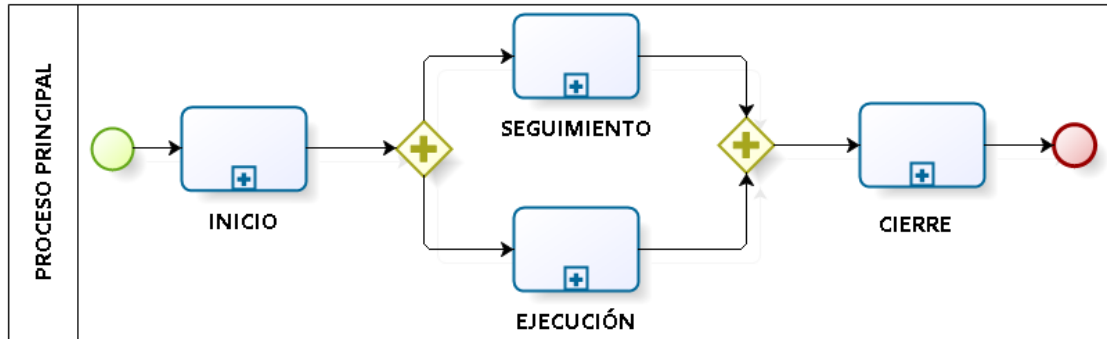 PROCESO PRINCIPAL
INICIO
SEGUIMIENTO
EJECUCIÓN
CIERRE